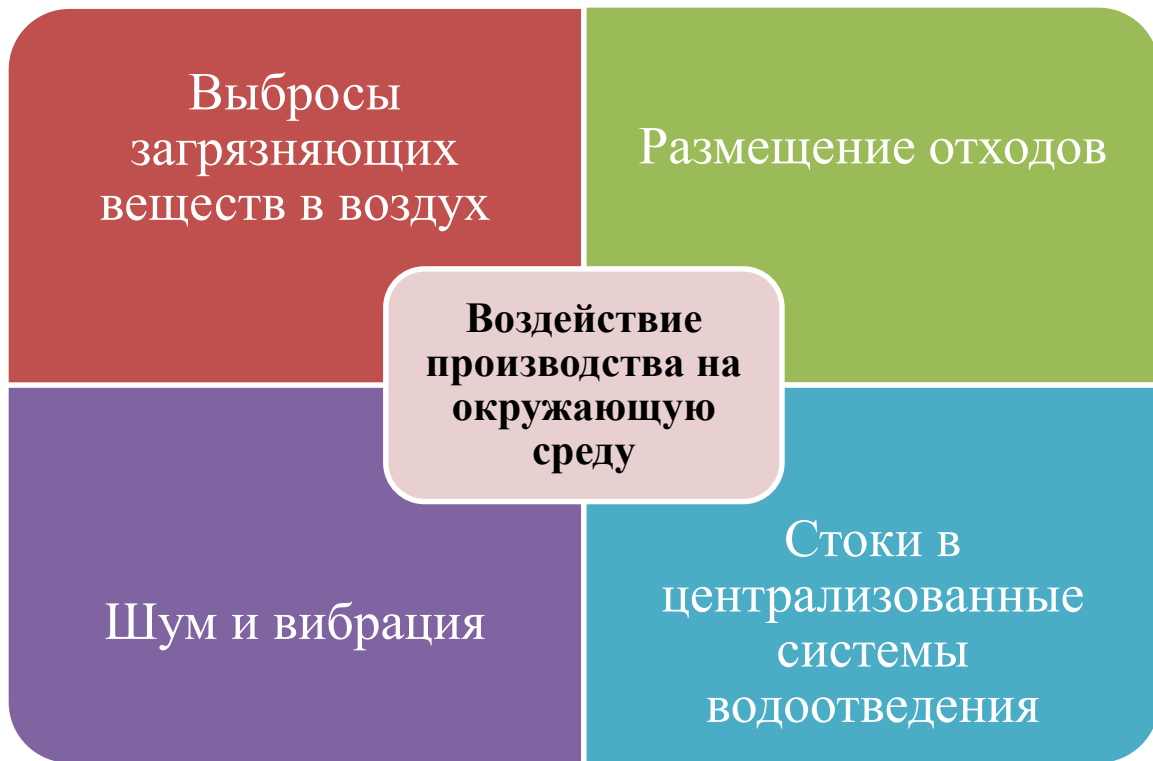 Выбросы
загрязняющих
веществ в воздух
Размещение отходов
Воздействие
производства на
окружающую
среду
Шум и вибрация
Стоки в
централизованные
системы
водоотведения